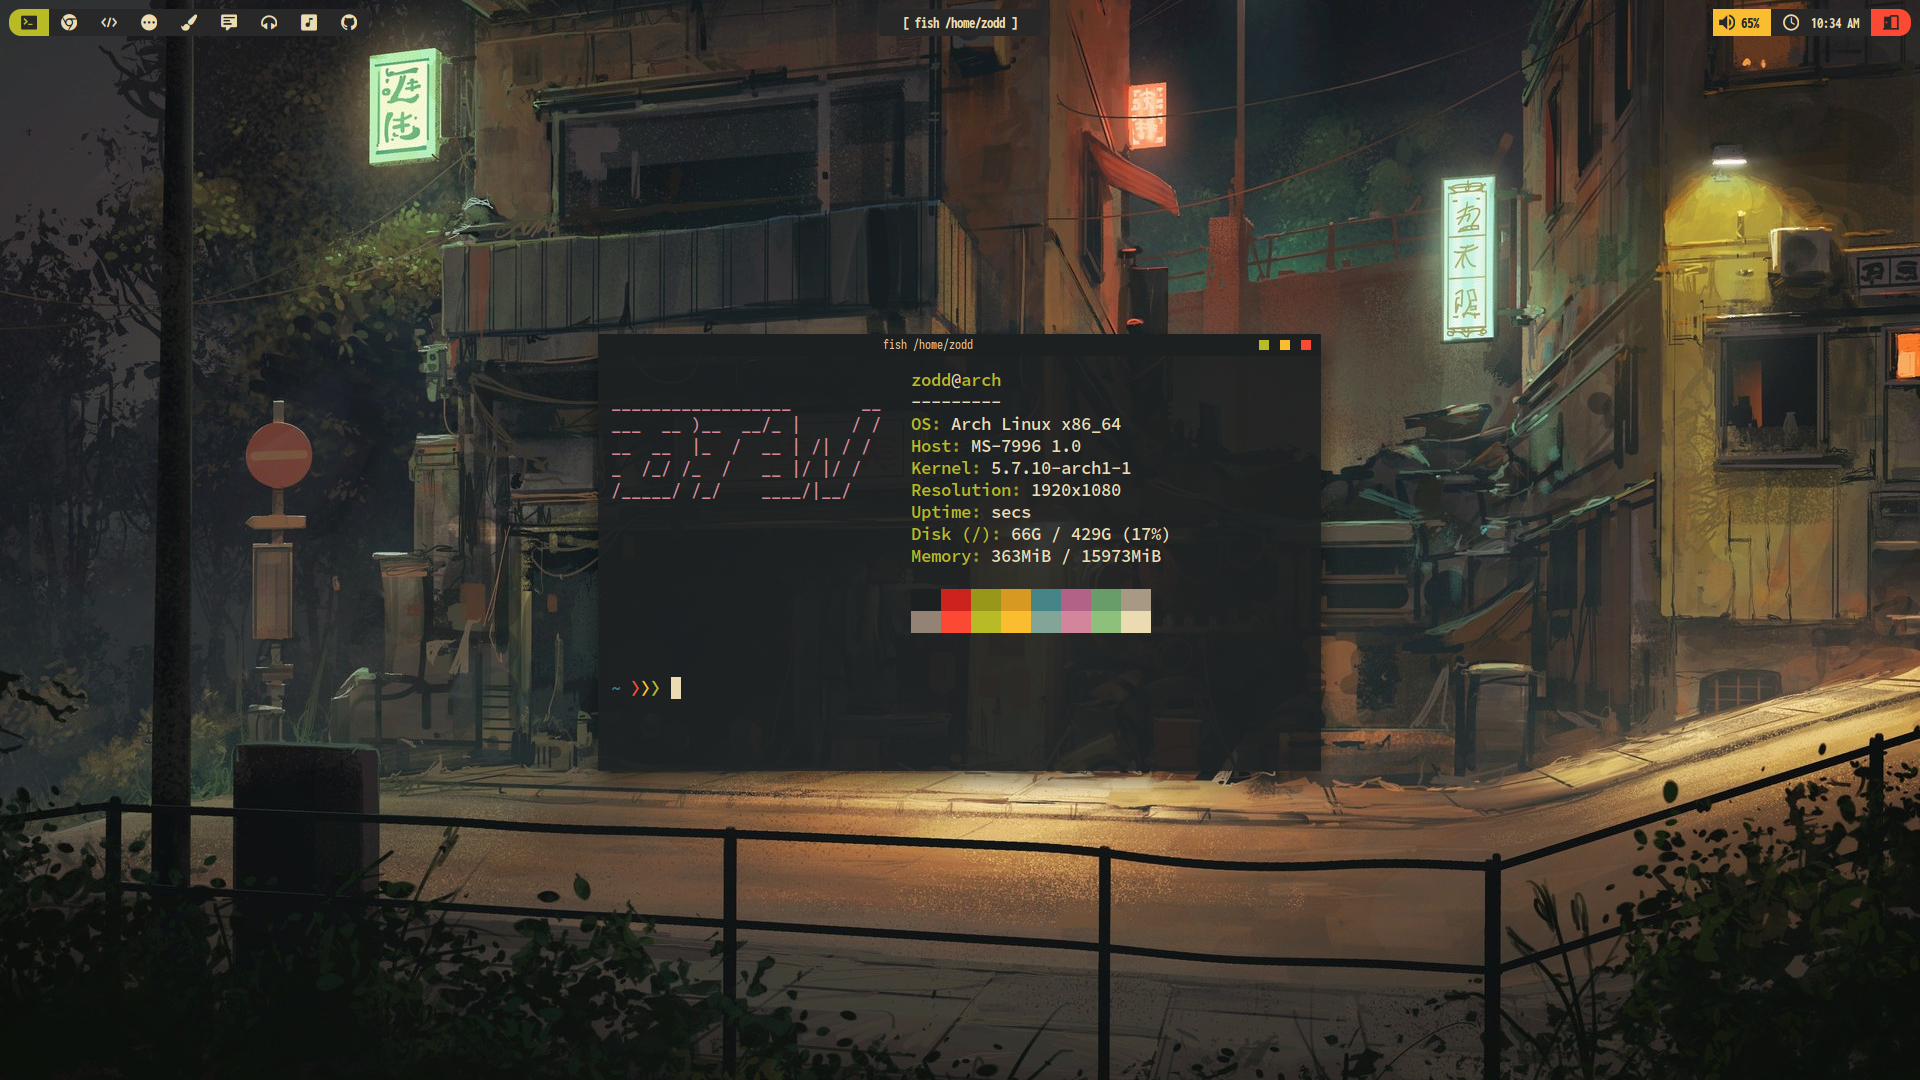 [ fish /home/zodd ]
65%
10:34 AM
fish /home/zodd
zodd@arch
---------
OS: Arch Linux x86_64
Host: MS-7996 1.0
Kernel: 5.7.10-arch1-1
Resolution: 1920x1080
Uptime: secs
Disk (/): 66G / 429G (17%)
Memory: 363MiB / 15973MiB
~ ❯❯❯